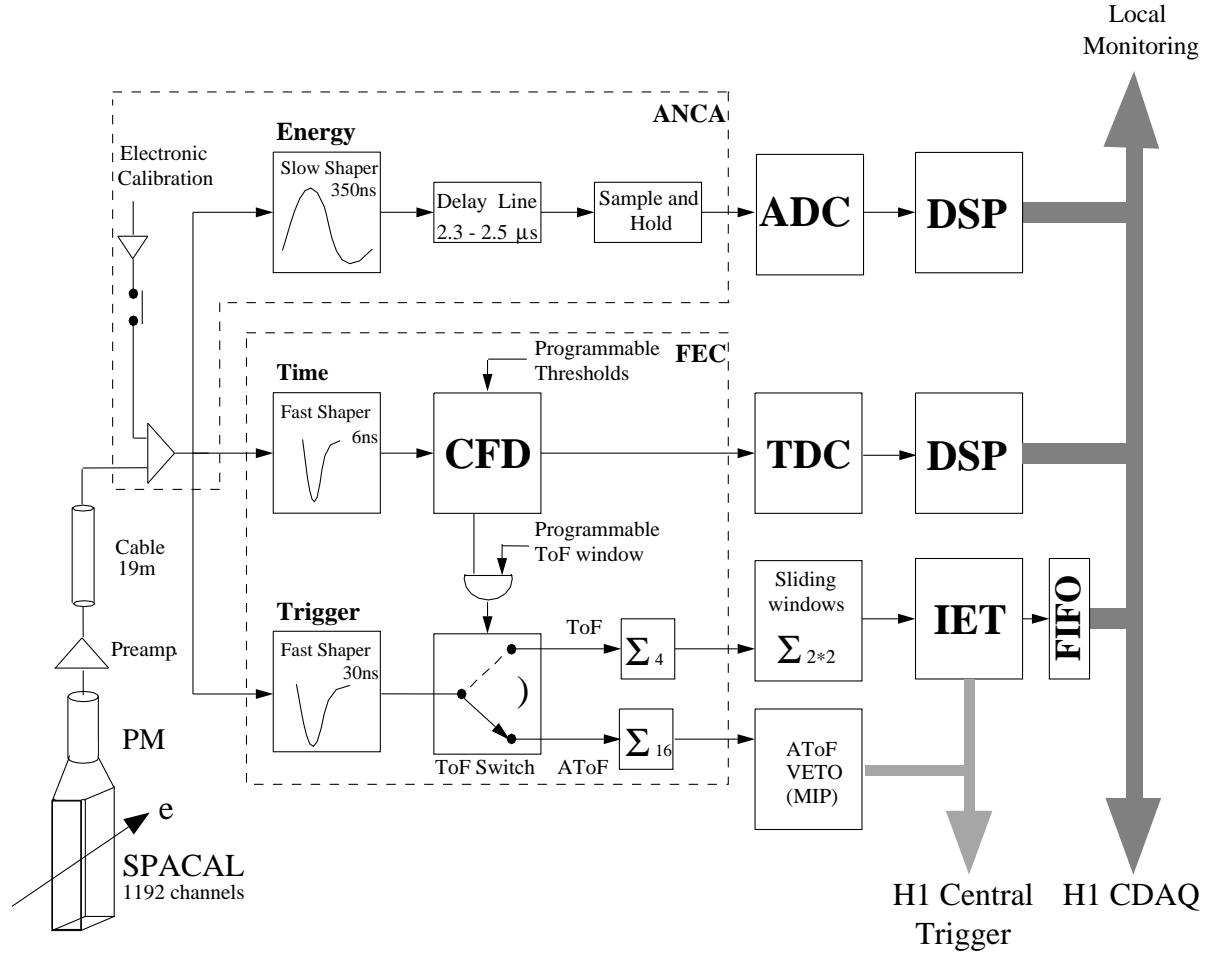 Local
Monitoring
ANCA
Energy
Electronic
Calibration
Slow Shaper
350ns
Delay Line
2.3 - 2.5 μs
Sample and
Hold
ADC
DSP
Programmable
Thresholds
FEC
Time
Fast Shaper
6ns
CFD
TDC
DSP
Cable
19m
Programmable
ToF window
Sliding
windows
Σ 2*2
IET
FIFO
Trigger
Fast Shaper
30ns
)
ToF
Σ 4
Preamp.
PM
ToF Switch
AToF
Σ 16
AToF
VETO
(MIP)
e
SPACAL
1192 channels
H1 Central
Trigger
H1 CDAQ